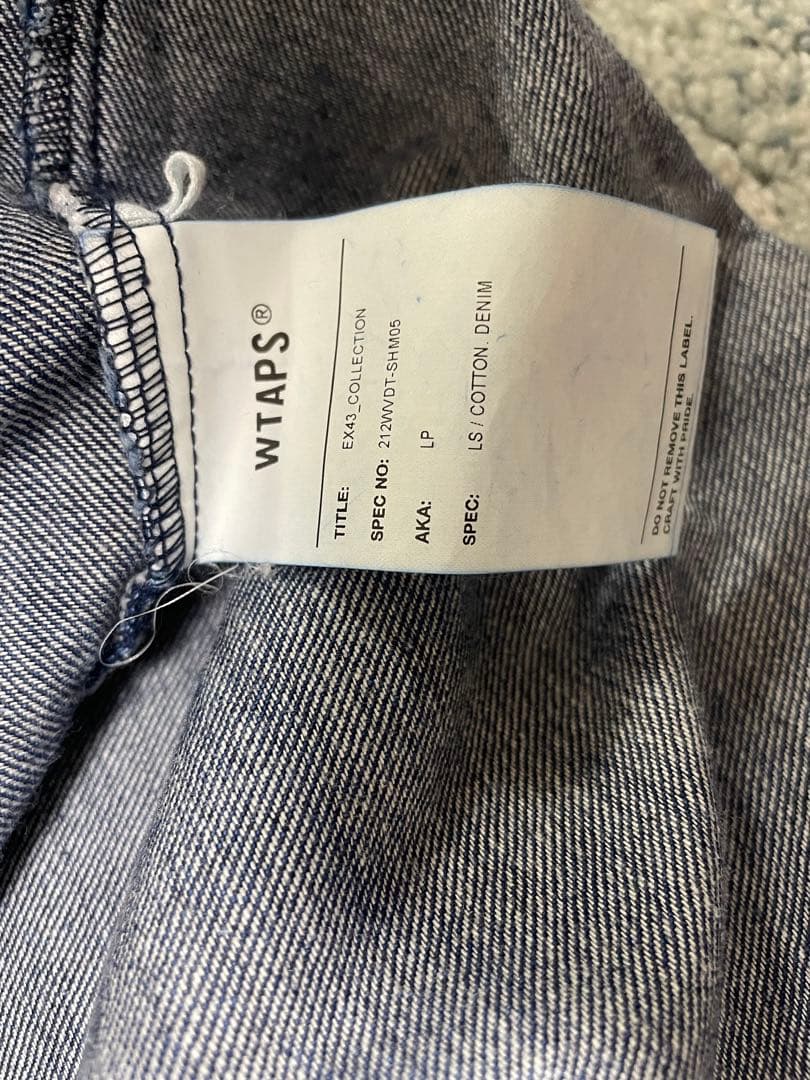 WTAPS®
TITLE: EX43_COLLECTION
SPEC NO: 212WVDT-SHM05
AKA: LP
SPEC: LS / COTTON. DENIM
DO NOT REMOVE THIS LABEL.
CRAFT WITH PRIDE.